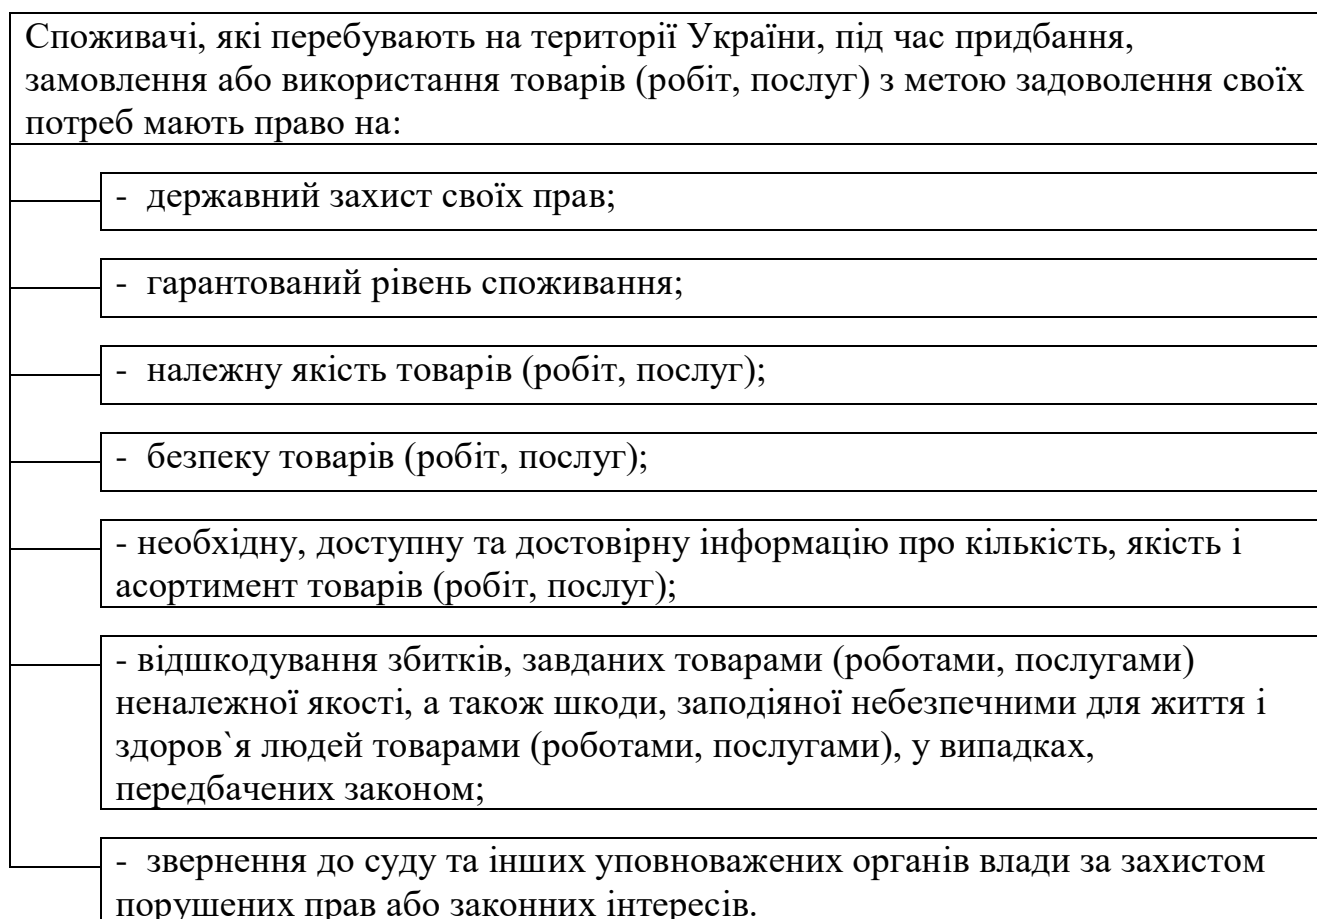 Споживачі, які перебувають на території України, під час придбання,
замовлення або використання товарів (робіт, послуг) з метою задоволення своїх
потреб мають право на:
- державний захист своїх прав;
- гарантований рівень споживання;
- належну якість товарів (робіт, послуг);
- безпеку товарів (робіт, послуг);
- необхідну, доступну та достовірну інформацію про кількість, якість і
асортимент товарів (робіт, послуг);
- відшкодування збитків, завданих товарами (роботами, послугами)
неналежної якості, а також шкоди, заподіяної небезпечними для життя і
здоров`я людей товарами (роботами, послугами), у випадках,
передбачених законом;
- звернення до суду та інших уповноважених органів влади за захистом
порушених прав або законних інтересів.